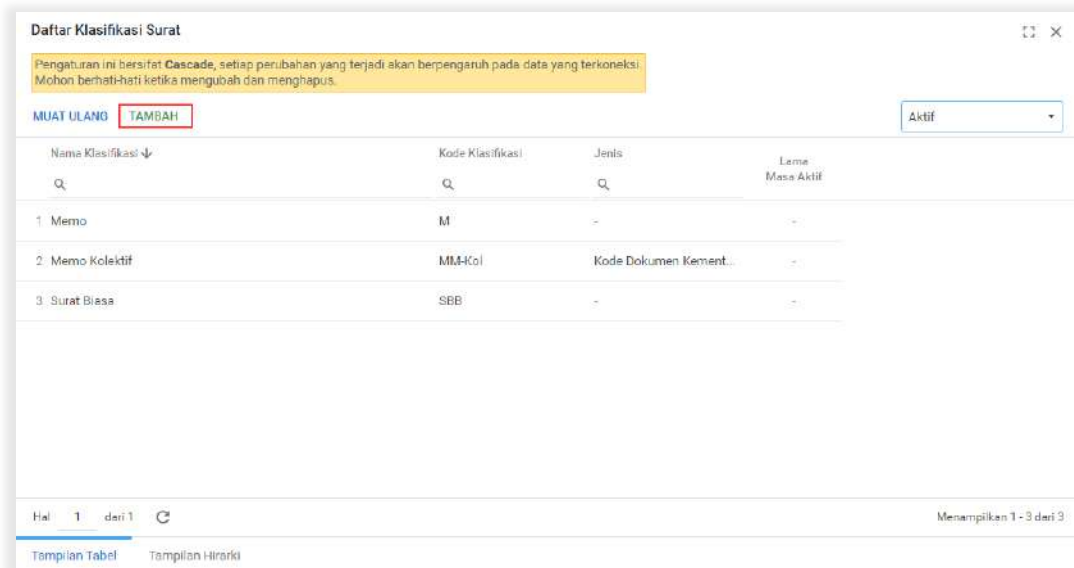 Daftar Klasifikasi Surat
Pengaturan ini bersifat Cascade, setiap perubahan yang terjadi akan berpengaruh pada data yang terkoneksi.
Mohon berhati-hati ketika mengubah dan menghapus.
MUAT ULANG TAMBAH Aktif
Nama Klasifikasi Kode Klasifikasi Jenis Lama
Masa Aktif
1 Memo M - -
2 Memo Kolektif MM-Kol Kode Dokumen Kement... -
3 Surat Biasa SBB - -
Hal 1 dari 1 Menampilkan 1 - 3 dari 3
Tampilan Tabel Tampilan Hirarki